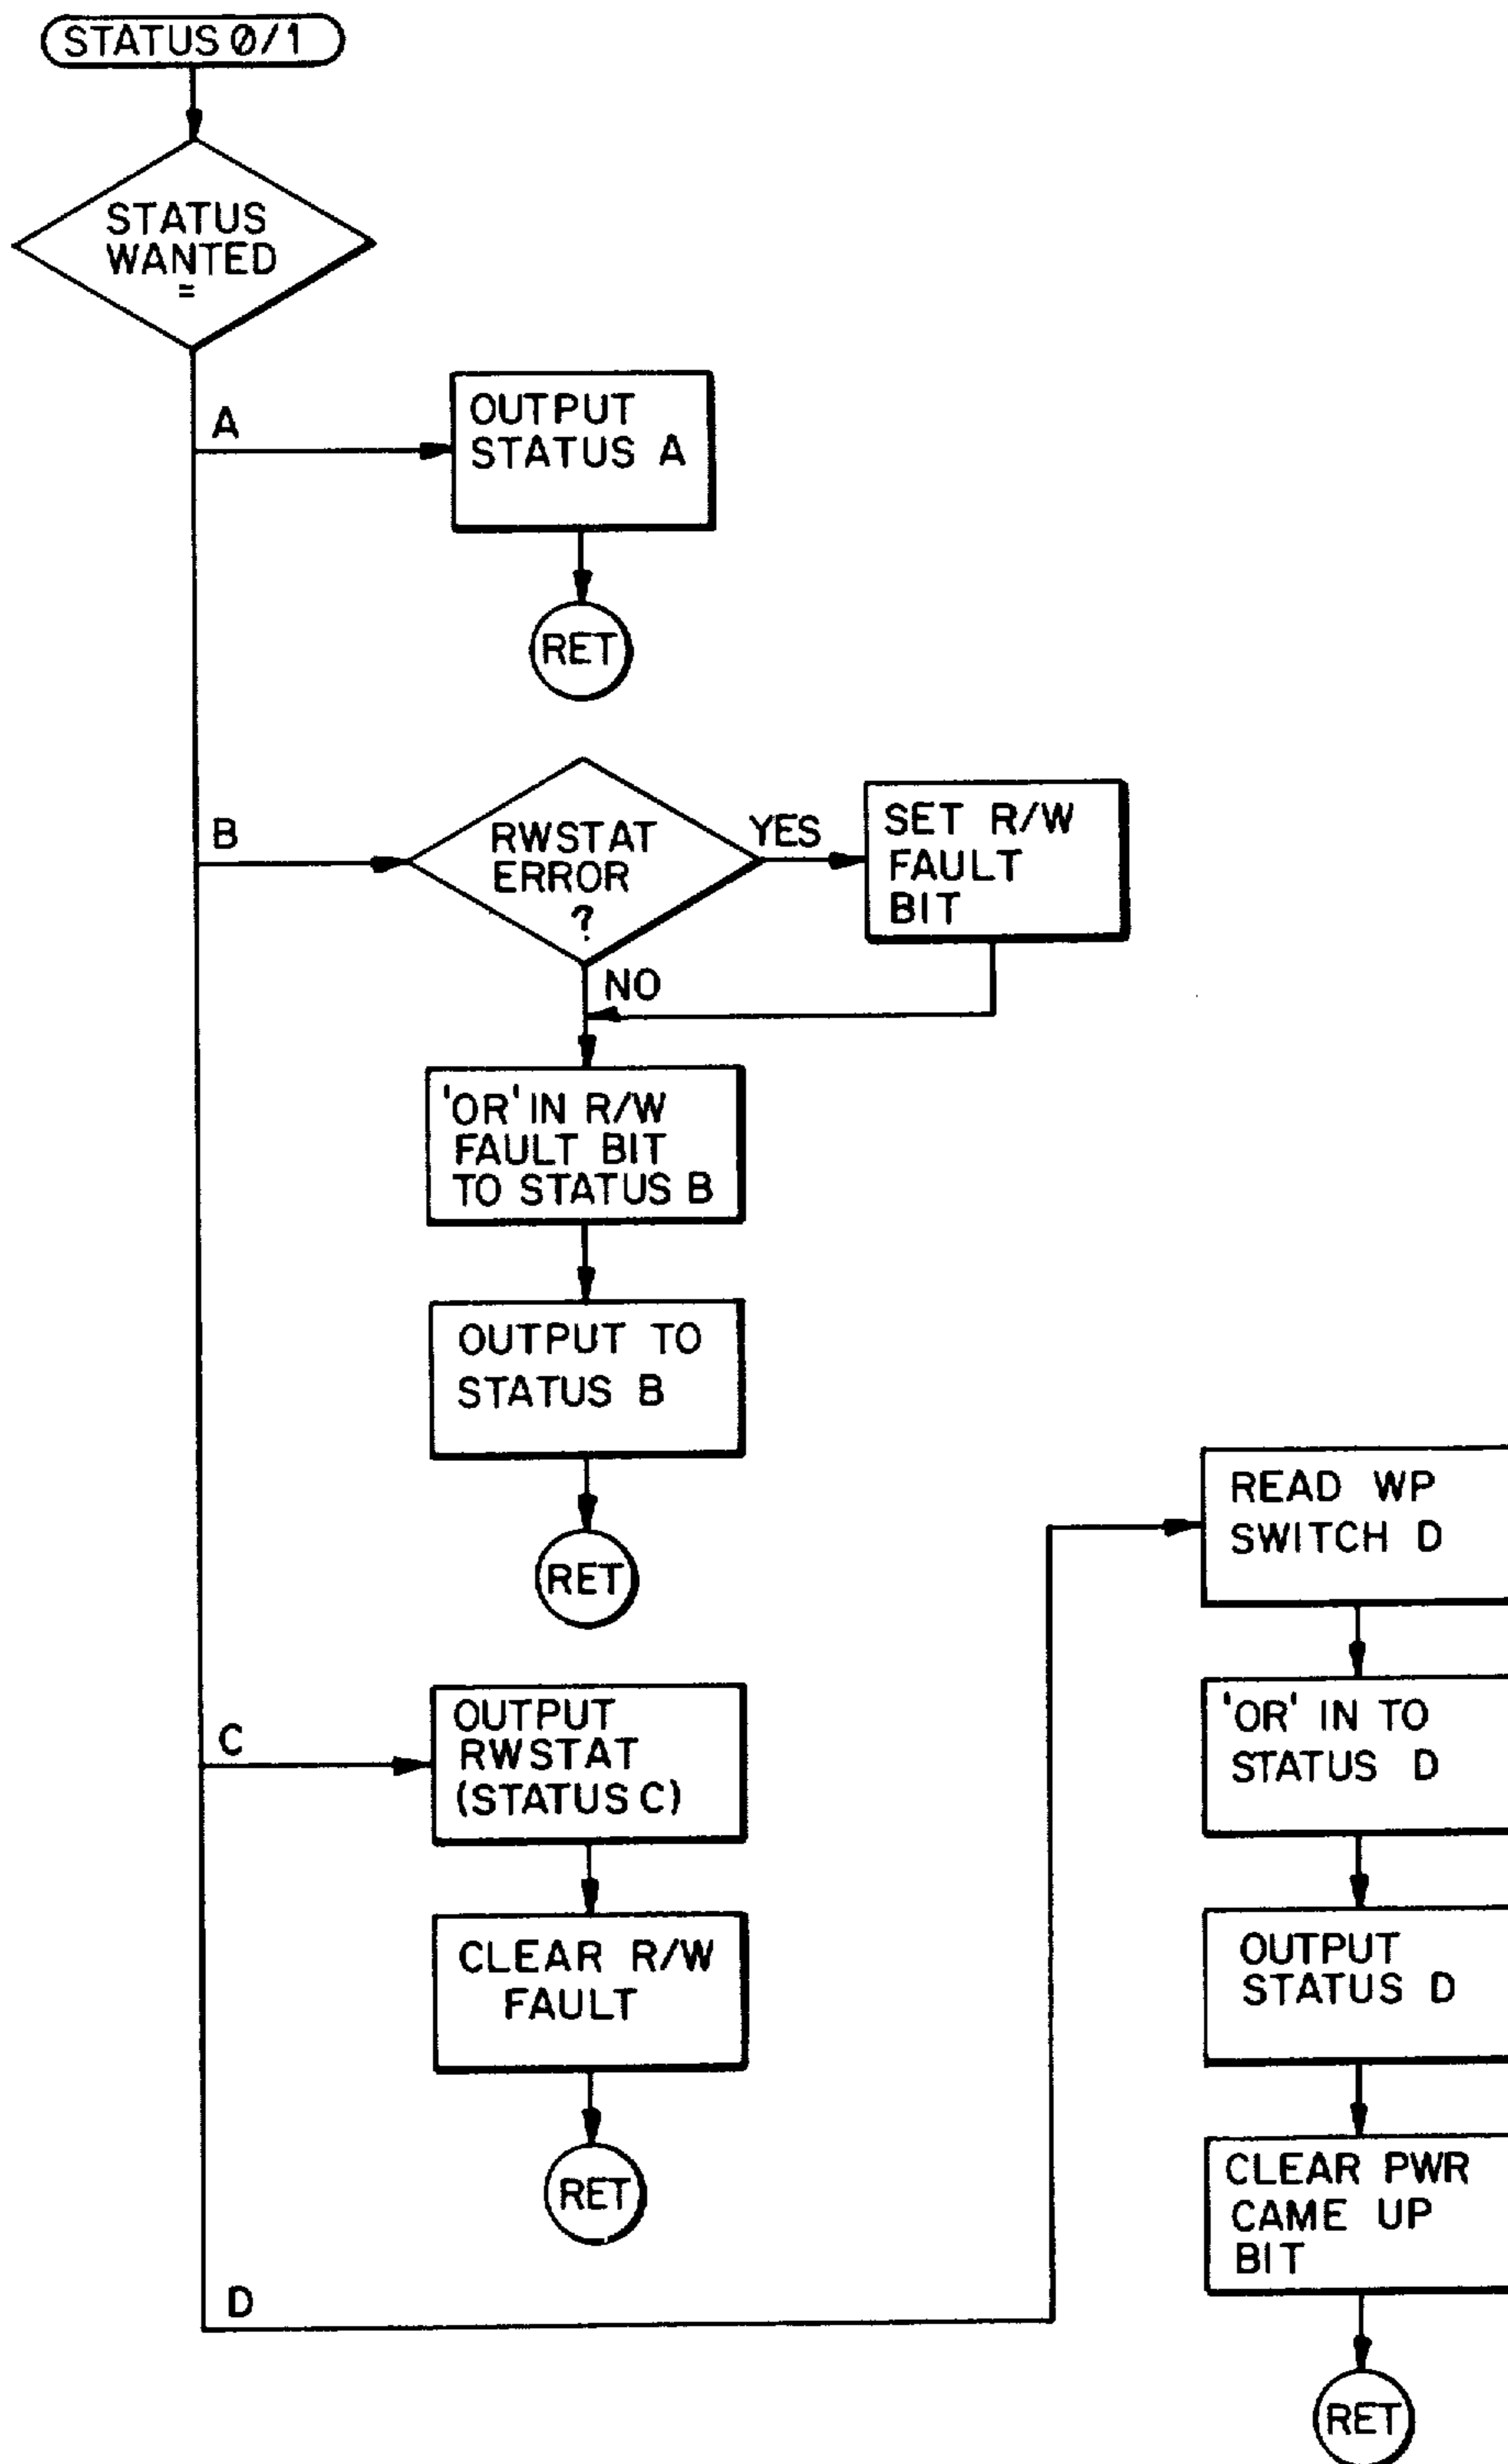 STATUS 0/1
STATUS
WANTED
=
A
OUTPUT
STATUS A
RET
B
RWSTAT
ERROR
?
YES
SET R/W
FAULT
BIT
NO
'OR' IN R/W
FAULT BIT
TO STATUS B
OUTPUT TO
STATUS B
RET
C
OUTPUT
RWSTAT
(STATUS C)
CLEAR R/W
FAULT
RET
D
READ WP
SWITCH D
'OR' IN TO
STATUS D
OUTPUT
STATUS D
CLEAR PWR
CAME UP
BIT
RET